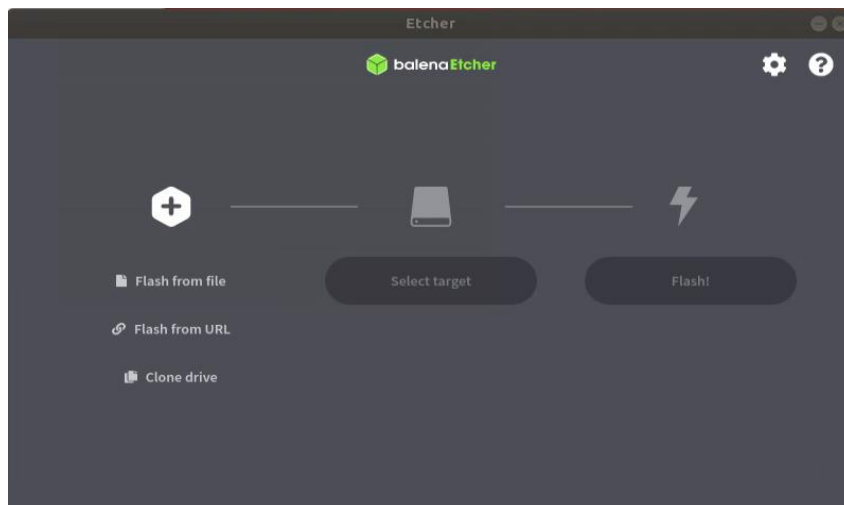 Etcher
balenaEtcher
Flash from file
Select target
Flash!
Flash from URL
Clone drive